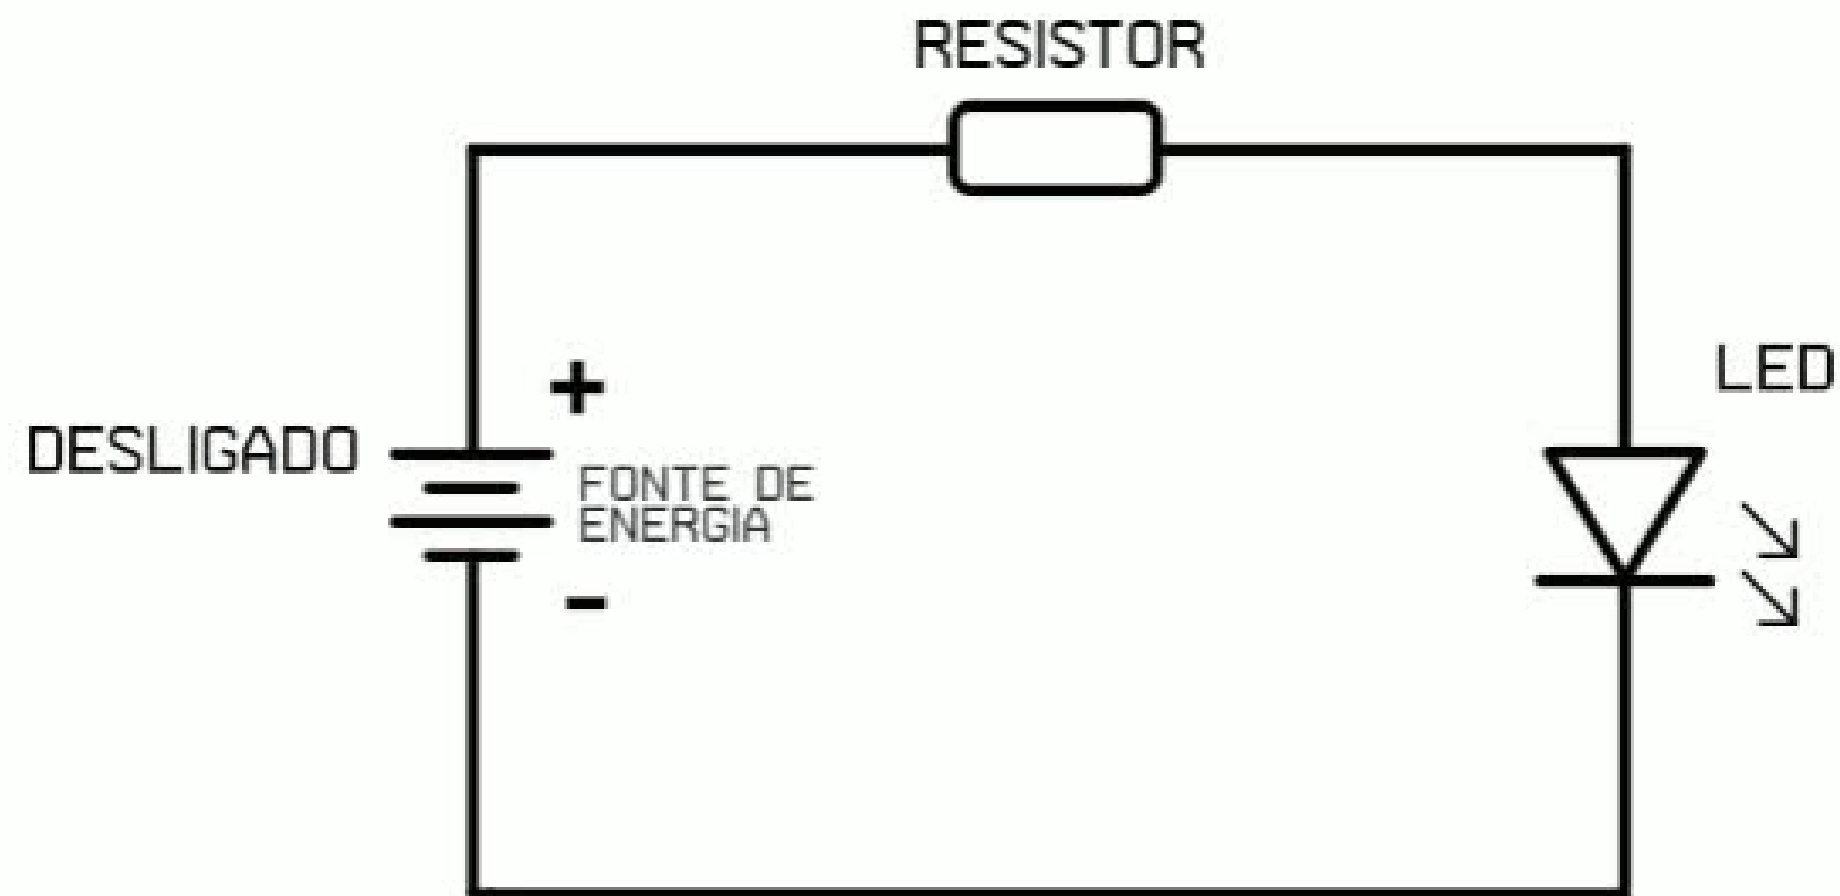 RESISTOR
LED
+
DESLIGADO
FONTE DE
ENERGIA
-